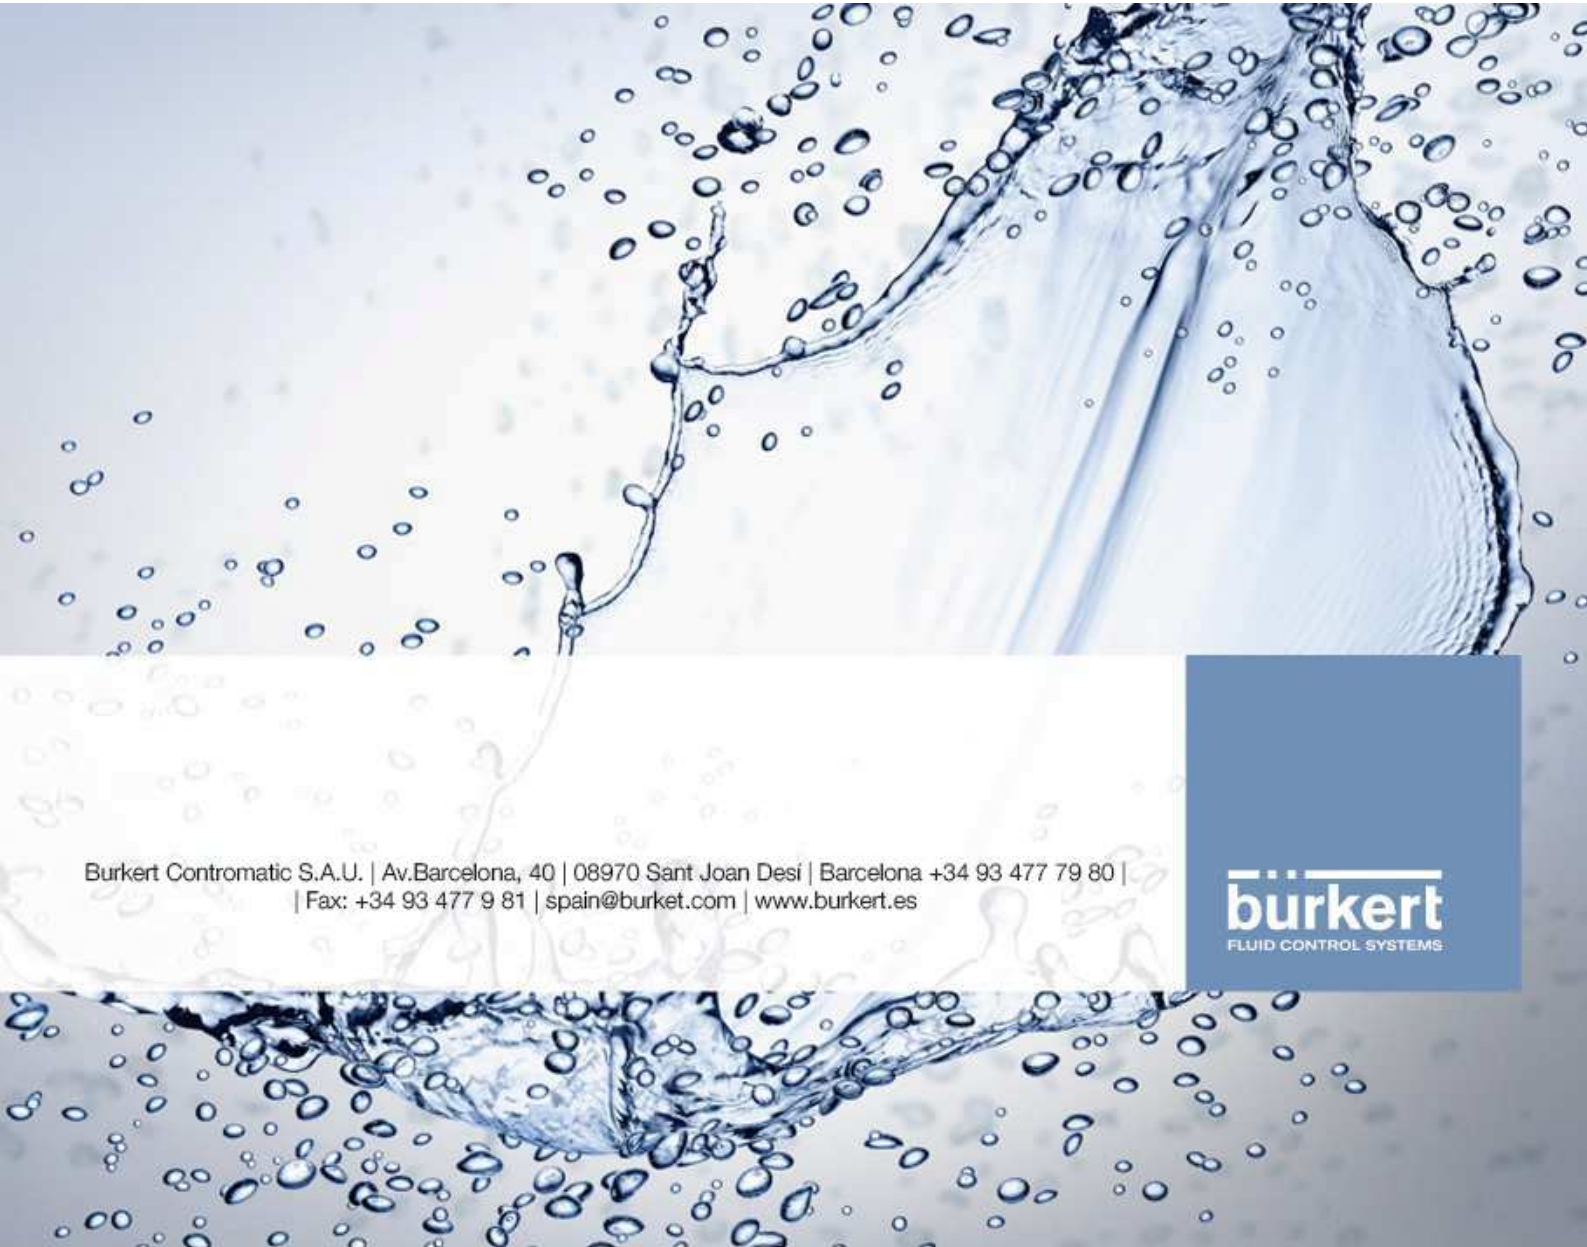 Burkert Contromatic S.A.U. | Av.Barcelona, 40 | 08970 Sant Joan Desí | Barcelona +34 93 477 79 80 |
| Fax: +34 93 477 9 81 | spain@burket.com | www.burkert.es
bürkert
FLUID CONTROL SYSTEMS